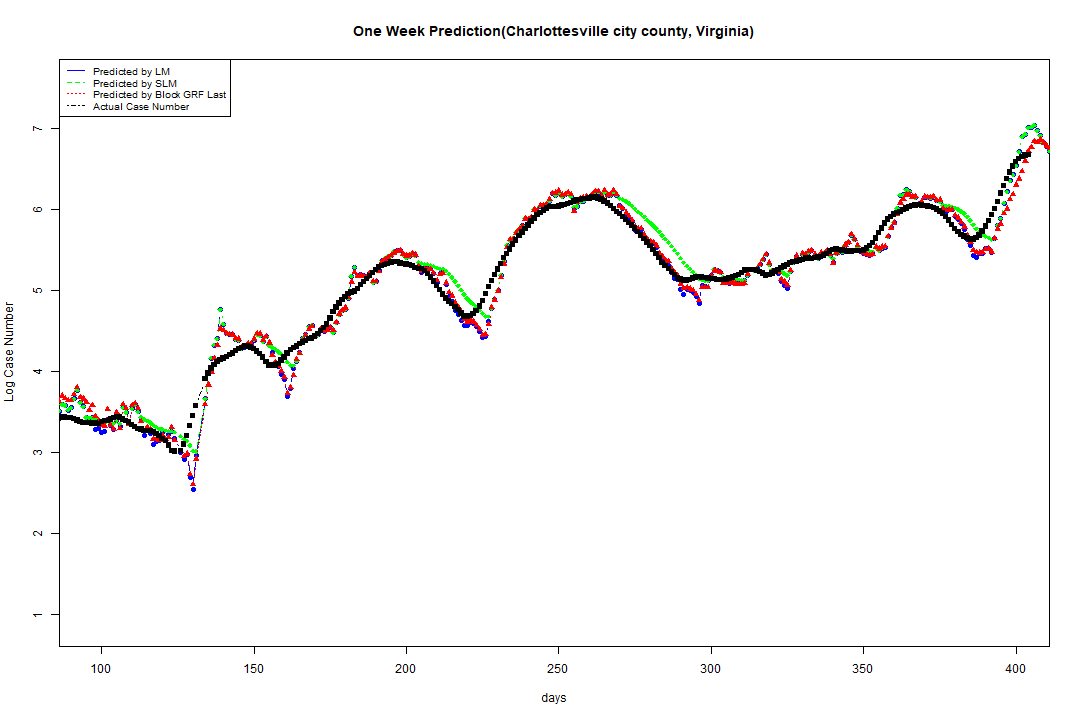 One Week Prediction(Charlottesville city county, Virginia)
Predicted by LM
Predicted by SLM
Predicted by Block GRF Last
Actual Case Number
7
6
5
4
3
2
1
Log Case Number
100 150 200 250 300 350 400
days